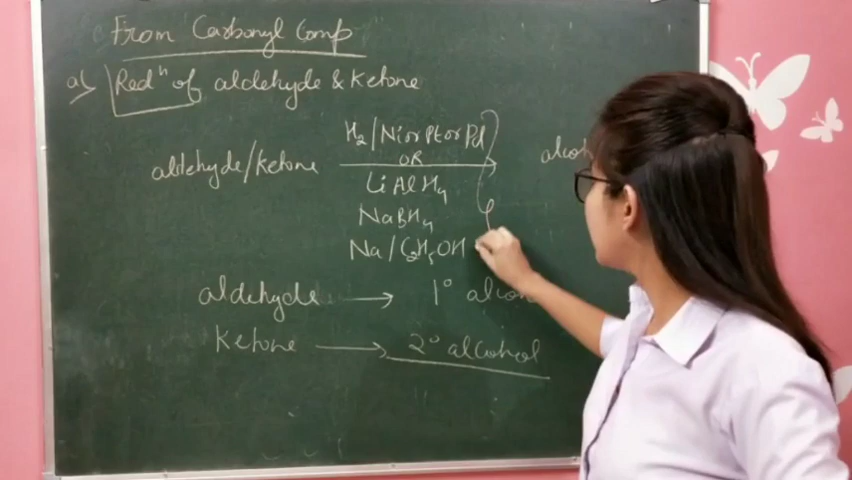 From Carbonyl Comp
a) Redⁿ of aldehyde & Ketone
aldehyde/Ketone H₂/Ni or Pt or Pd
OR
LiAlH₄
NaBH₄
Na/C₂H₅OH
aldehyde → 1°
Ketone → 2° alcohol